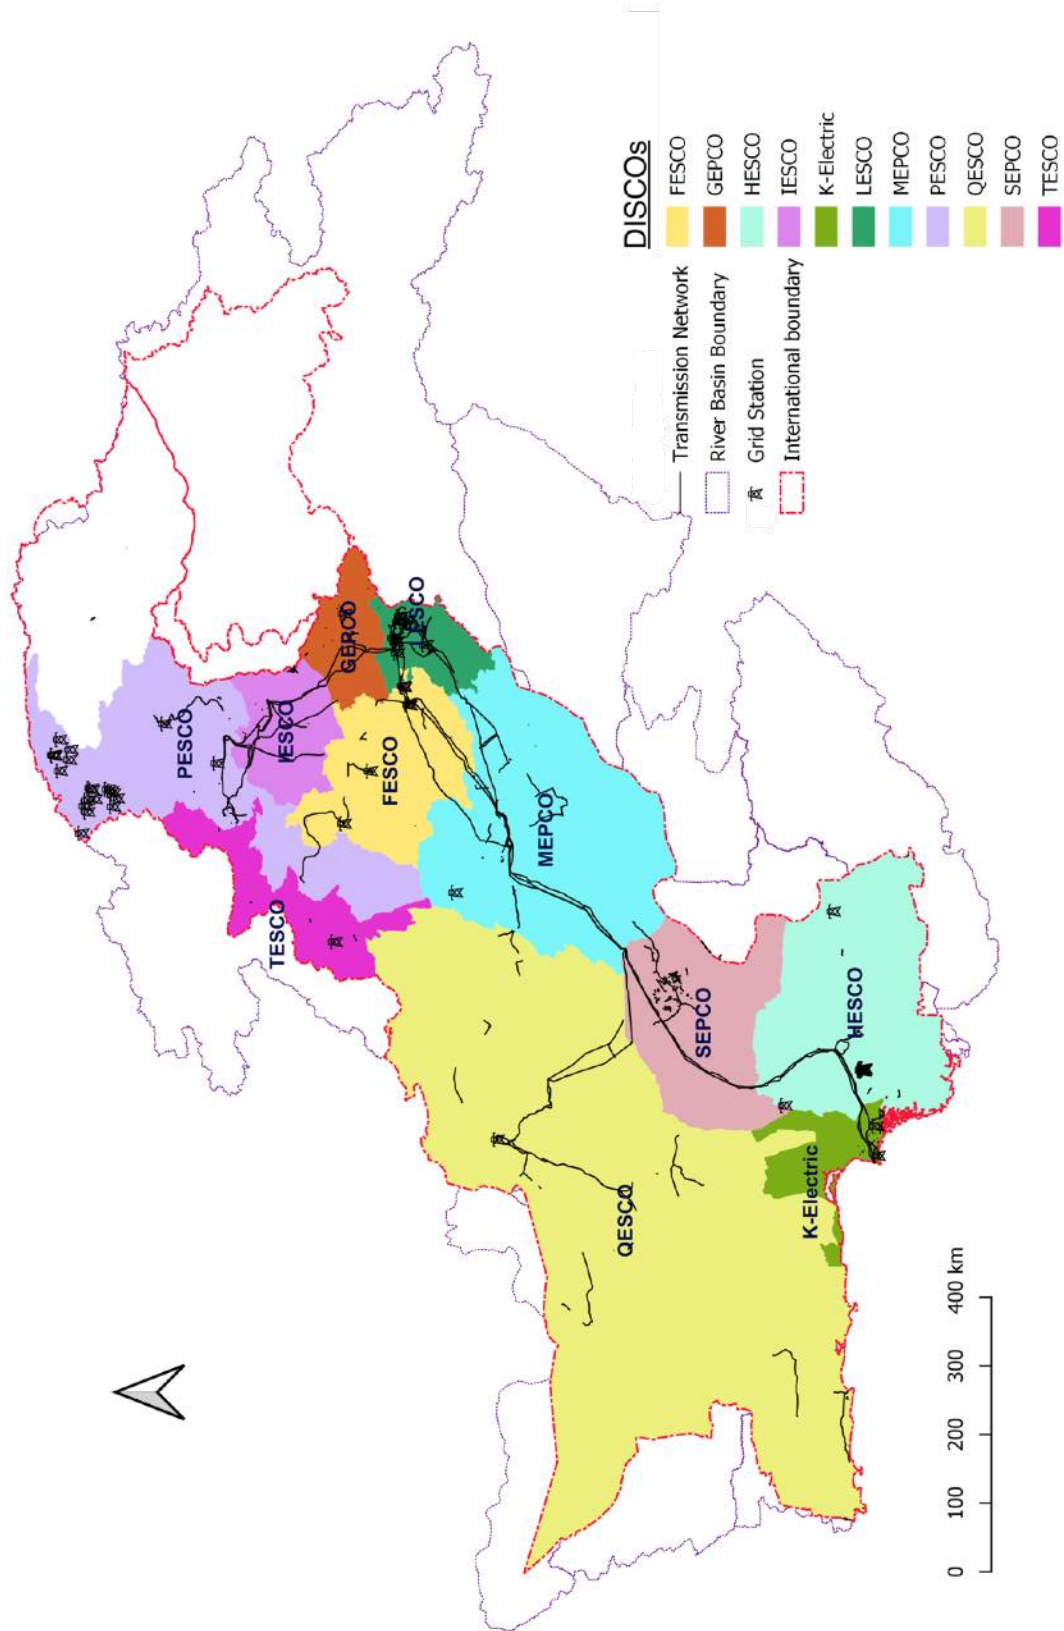 PESCO
TESCO
IESCO
GEPCO
FESCO
LESCO
MEPCO
QESCO
SEPCO
K-Electric
HESCO
0 100 200 300 400 km
Transmission Network
River Basin Boundary
Grid Station
International boundary
DISCOs
FESCO
GEPCO
HESCO
IESCO
K-Electric
LESCO
MEPCO
PESCO
QESCO
SEPCO
TESCO